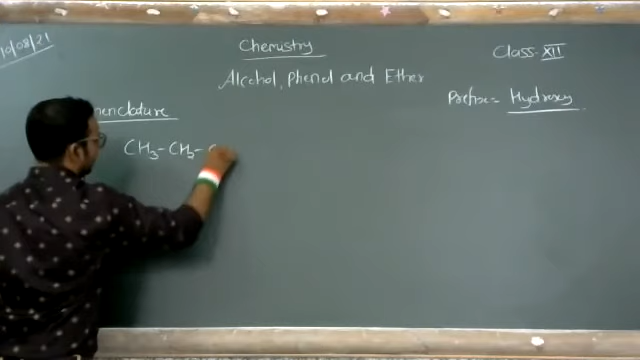 10/08/21
Chemistry
Class-XII
Alcohol, Phenol and Ether
Prefix = Hydroxy
nenclature
CH3-CH2-